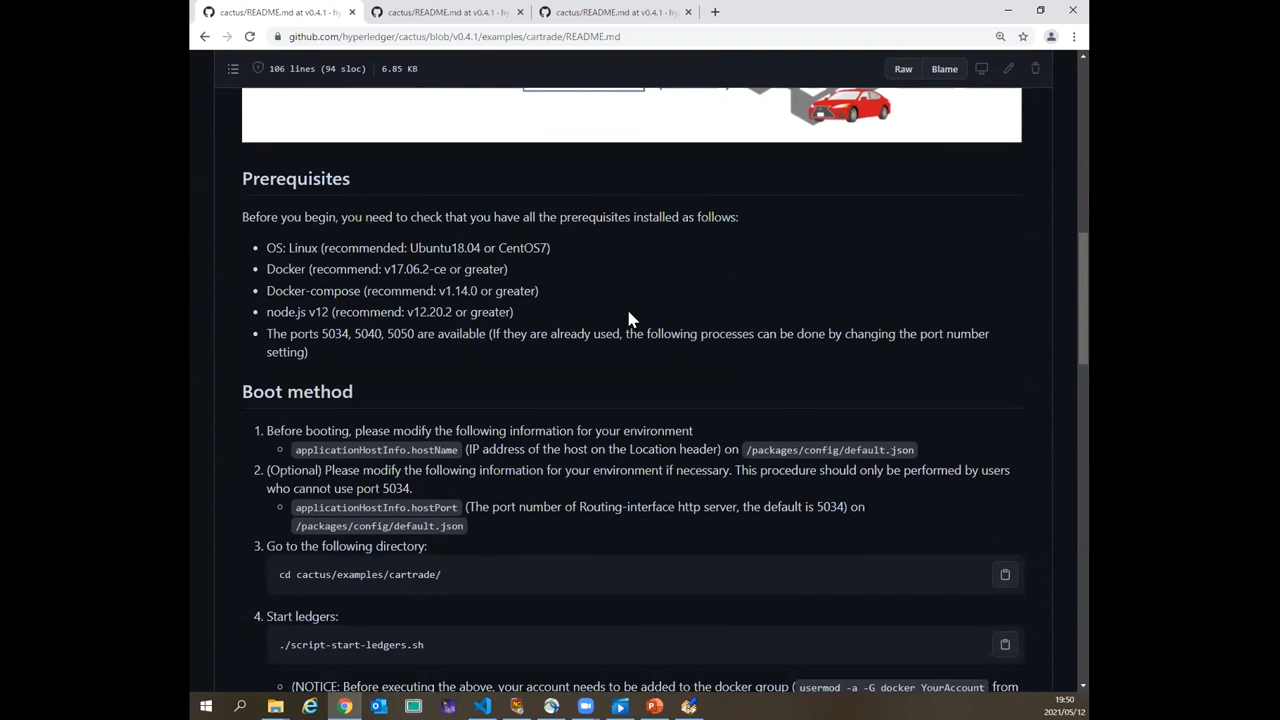 cactus/README.md at v0.4.1 · hy
cactus/README.md at v0.4.1 · hy
cactus/README.md at v0.4.1 · hy
github.com/hyperledger/cactus/blob/v0.4.1/examples/cartrade/README.md
106 lines (94 sloc) 6.85 KB
Raw Blame
Prerequisites
Before you begin, you need to check that you have all the prerequisites installed as follows:
• OS: Linux (recommended: Ubuntu18.04 or CentOS7)
• Docker (recommend: v17.06.2-ce or greater)
• Docker-compose (recommend: v1.14.0 or greater)
• node.js v12 (recommend: v12.20.2 or greater)
• The ports 5034, 5040, 5050 are available (If they are already used, the following processes can be done by changing the port number
setting)
Boot method
1. Before booting, please modify the following information for your environment
applicationHostInfo.hostName (IP address of the host on the Location header) on /packages/config/default.json
2. (Optional) Please modify the following information for your environment if necessary. This procedure should only be performed by users
who cannot use port 5034.
applicationHostInfo.hostPort (The port number of Routing-interface http server, the default is 5034) on
/packages/config/default.json
3. Go to the following directory:
cd cactus/examples/cartrade/
4. Start ledgers:
./script-start-ledgers.sh
(NOTICE: Before executing the above, your account needs to be added to the docker group ( usermod -a -G docker YourAccount from
19:50
2021/05/12